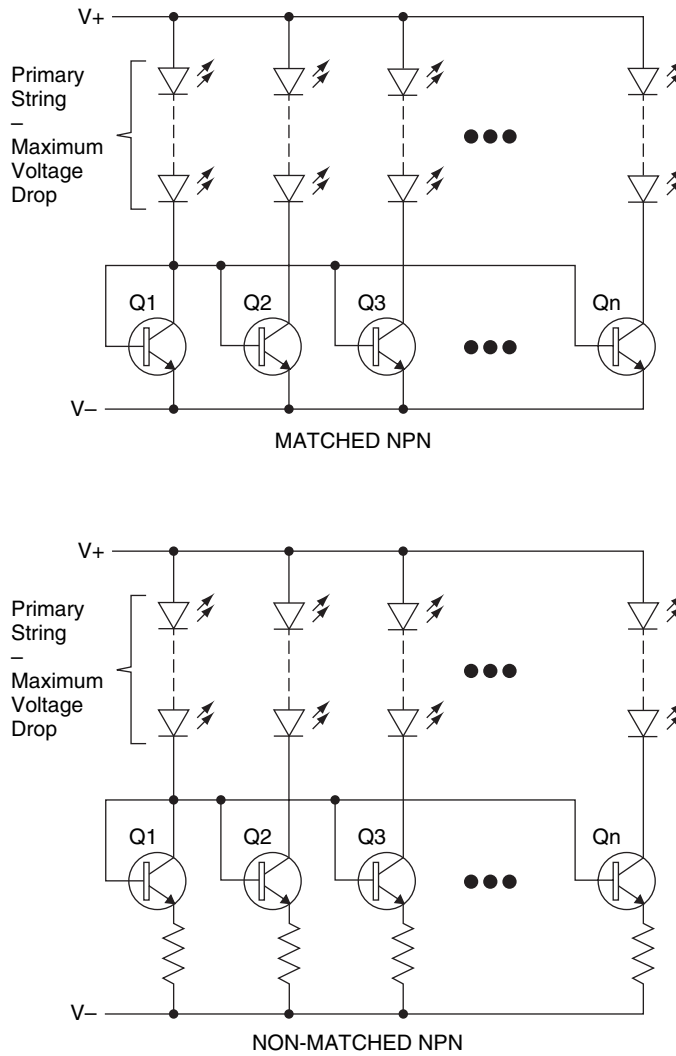 V+
Primary
String
–
Maximum
Voltage
Drop
Q1
Q2
Q3
Qn
V–
MATCHED NPN
V+
Primary
String
–
Maximum
Voltage
Drop
Q1
Q2
Q3
Qn
V–
NON-MATCHED NPN